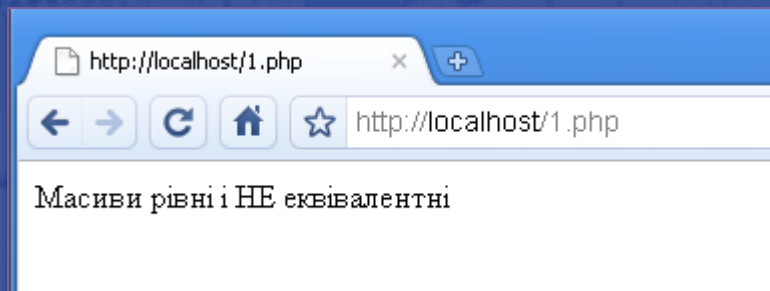 http://localhost/1.php
http://localhost/1.php
Масиви рівні і НЕ еквівалентні